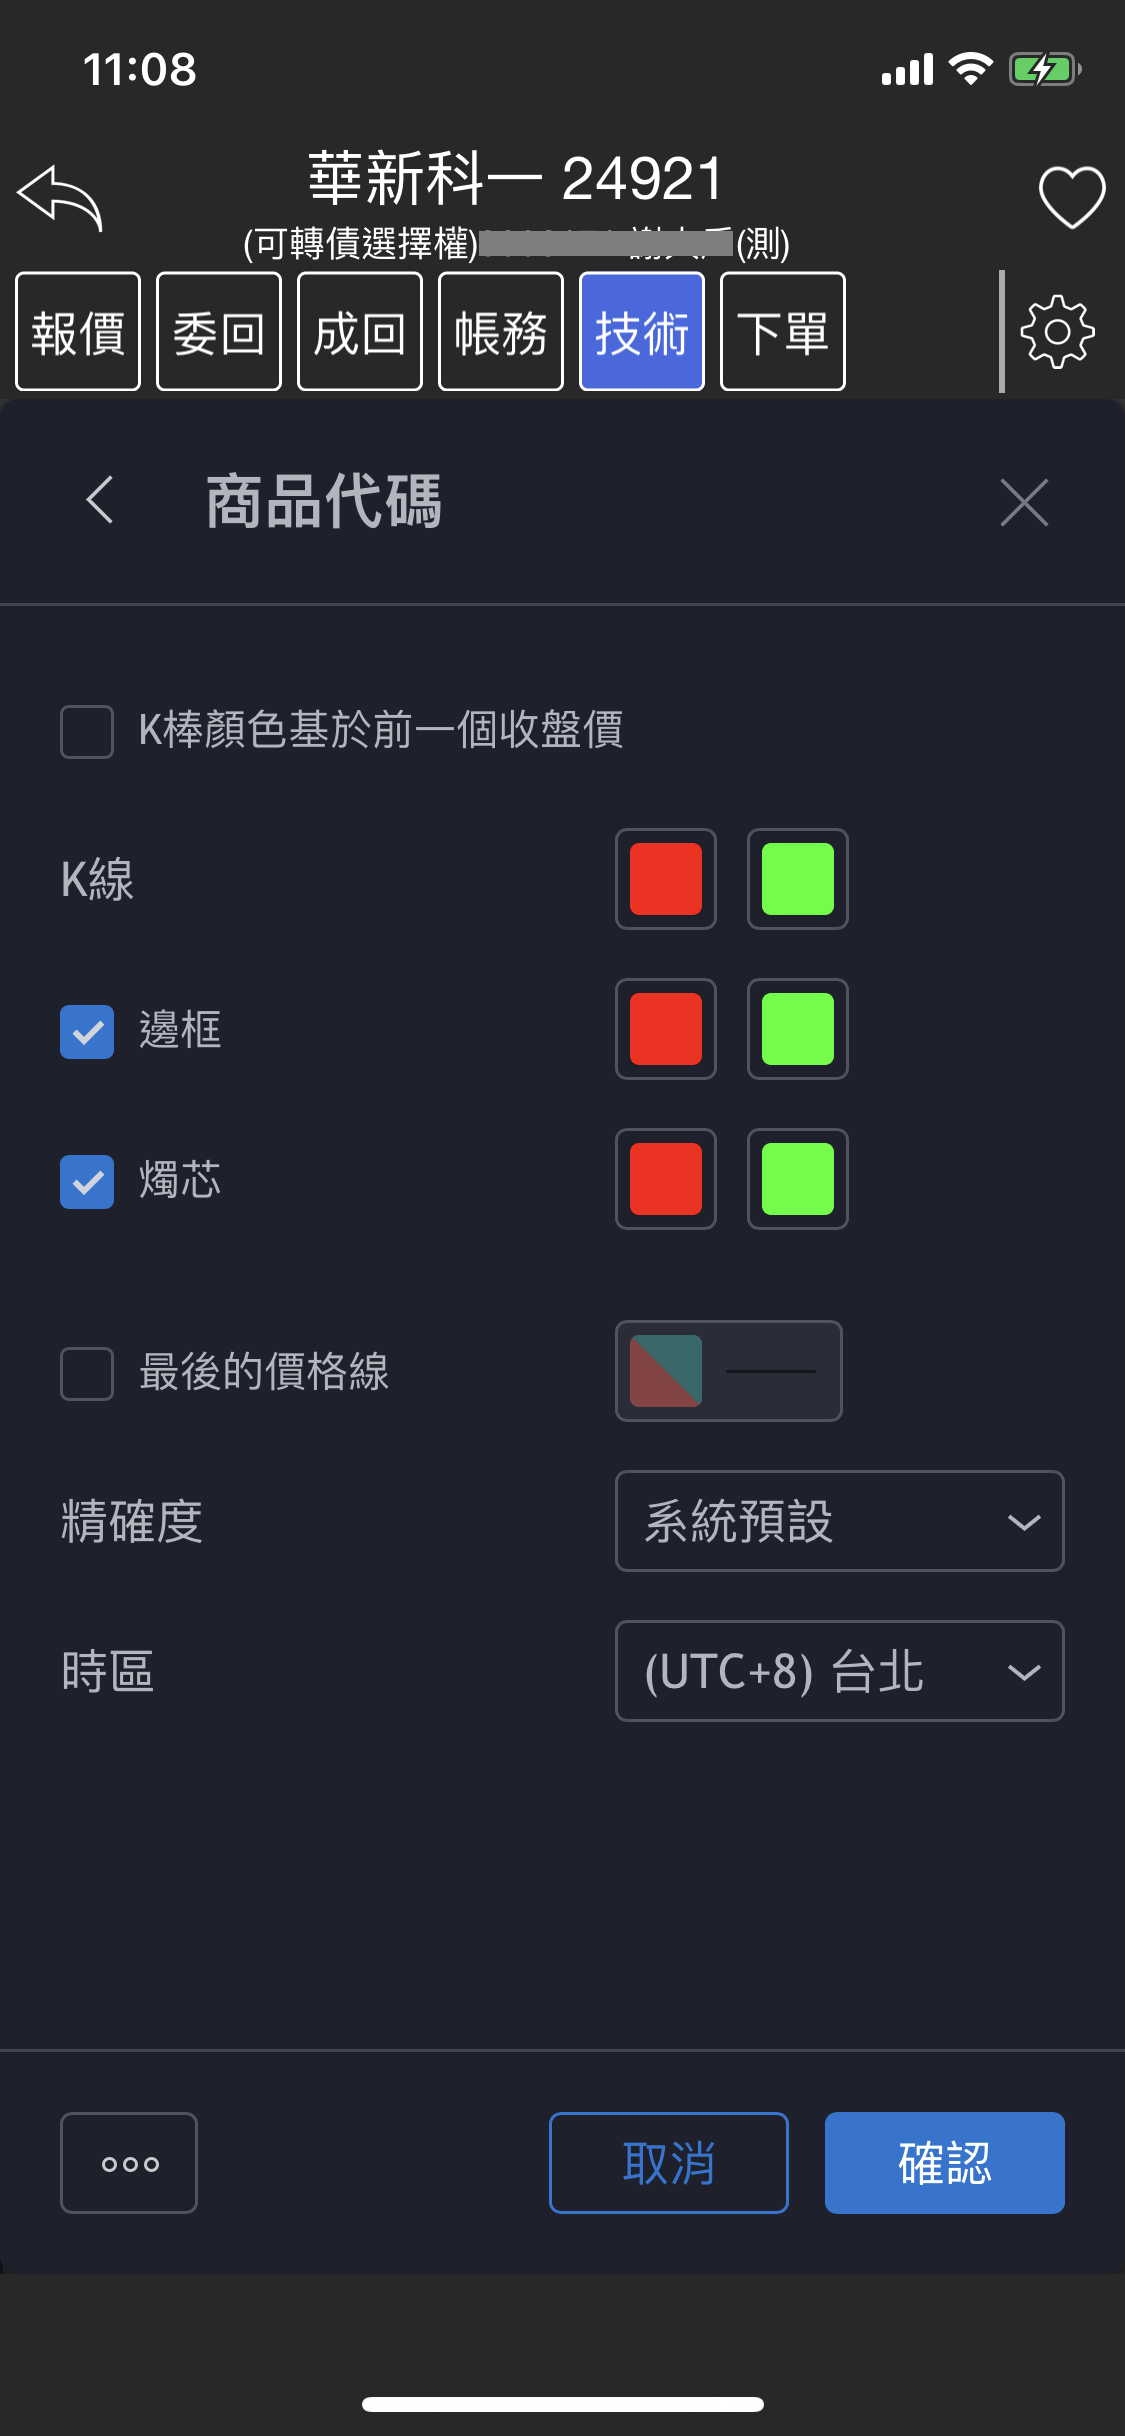 11:08
華新科一 24921
(可轉債選擇權) (測)
報價 委回 成回 帳務 技術 下單
商品代碼
K棒顏色基於前一個收盤價
K線
邊框
燭芯
最後的價格線
精確度 系統預設
時區 (UTC+8) 台北
取消 確認